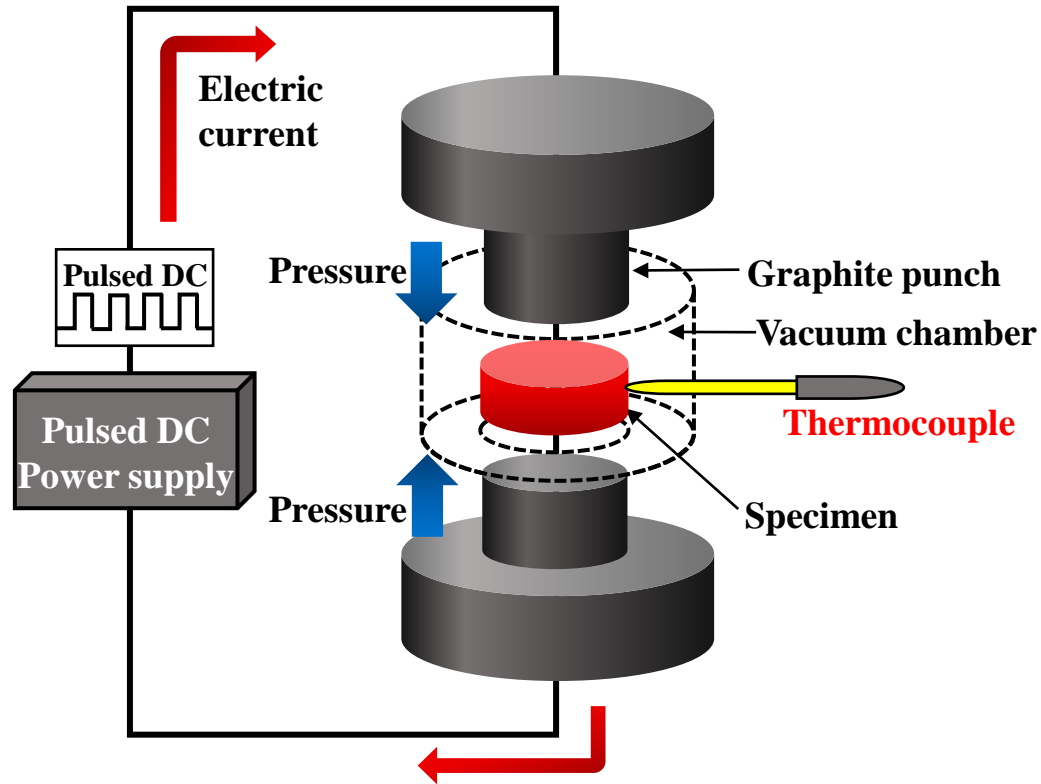 Electric
current
Pulsed DC
Pressure
Graphite punch
Vacuum chamber
Thermocouple
Pulsed DC
Power supply
Pressure
Specimen